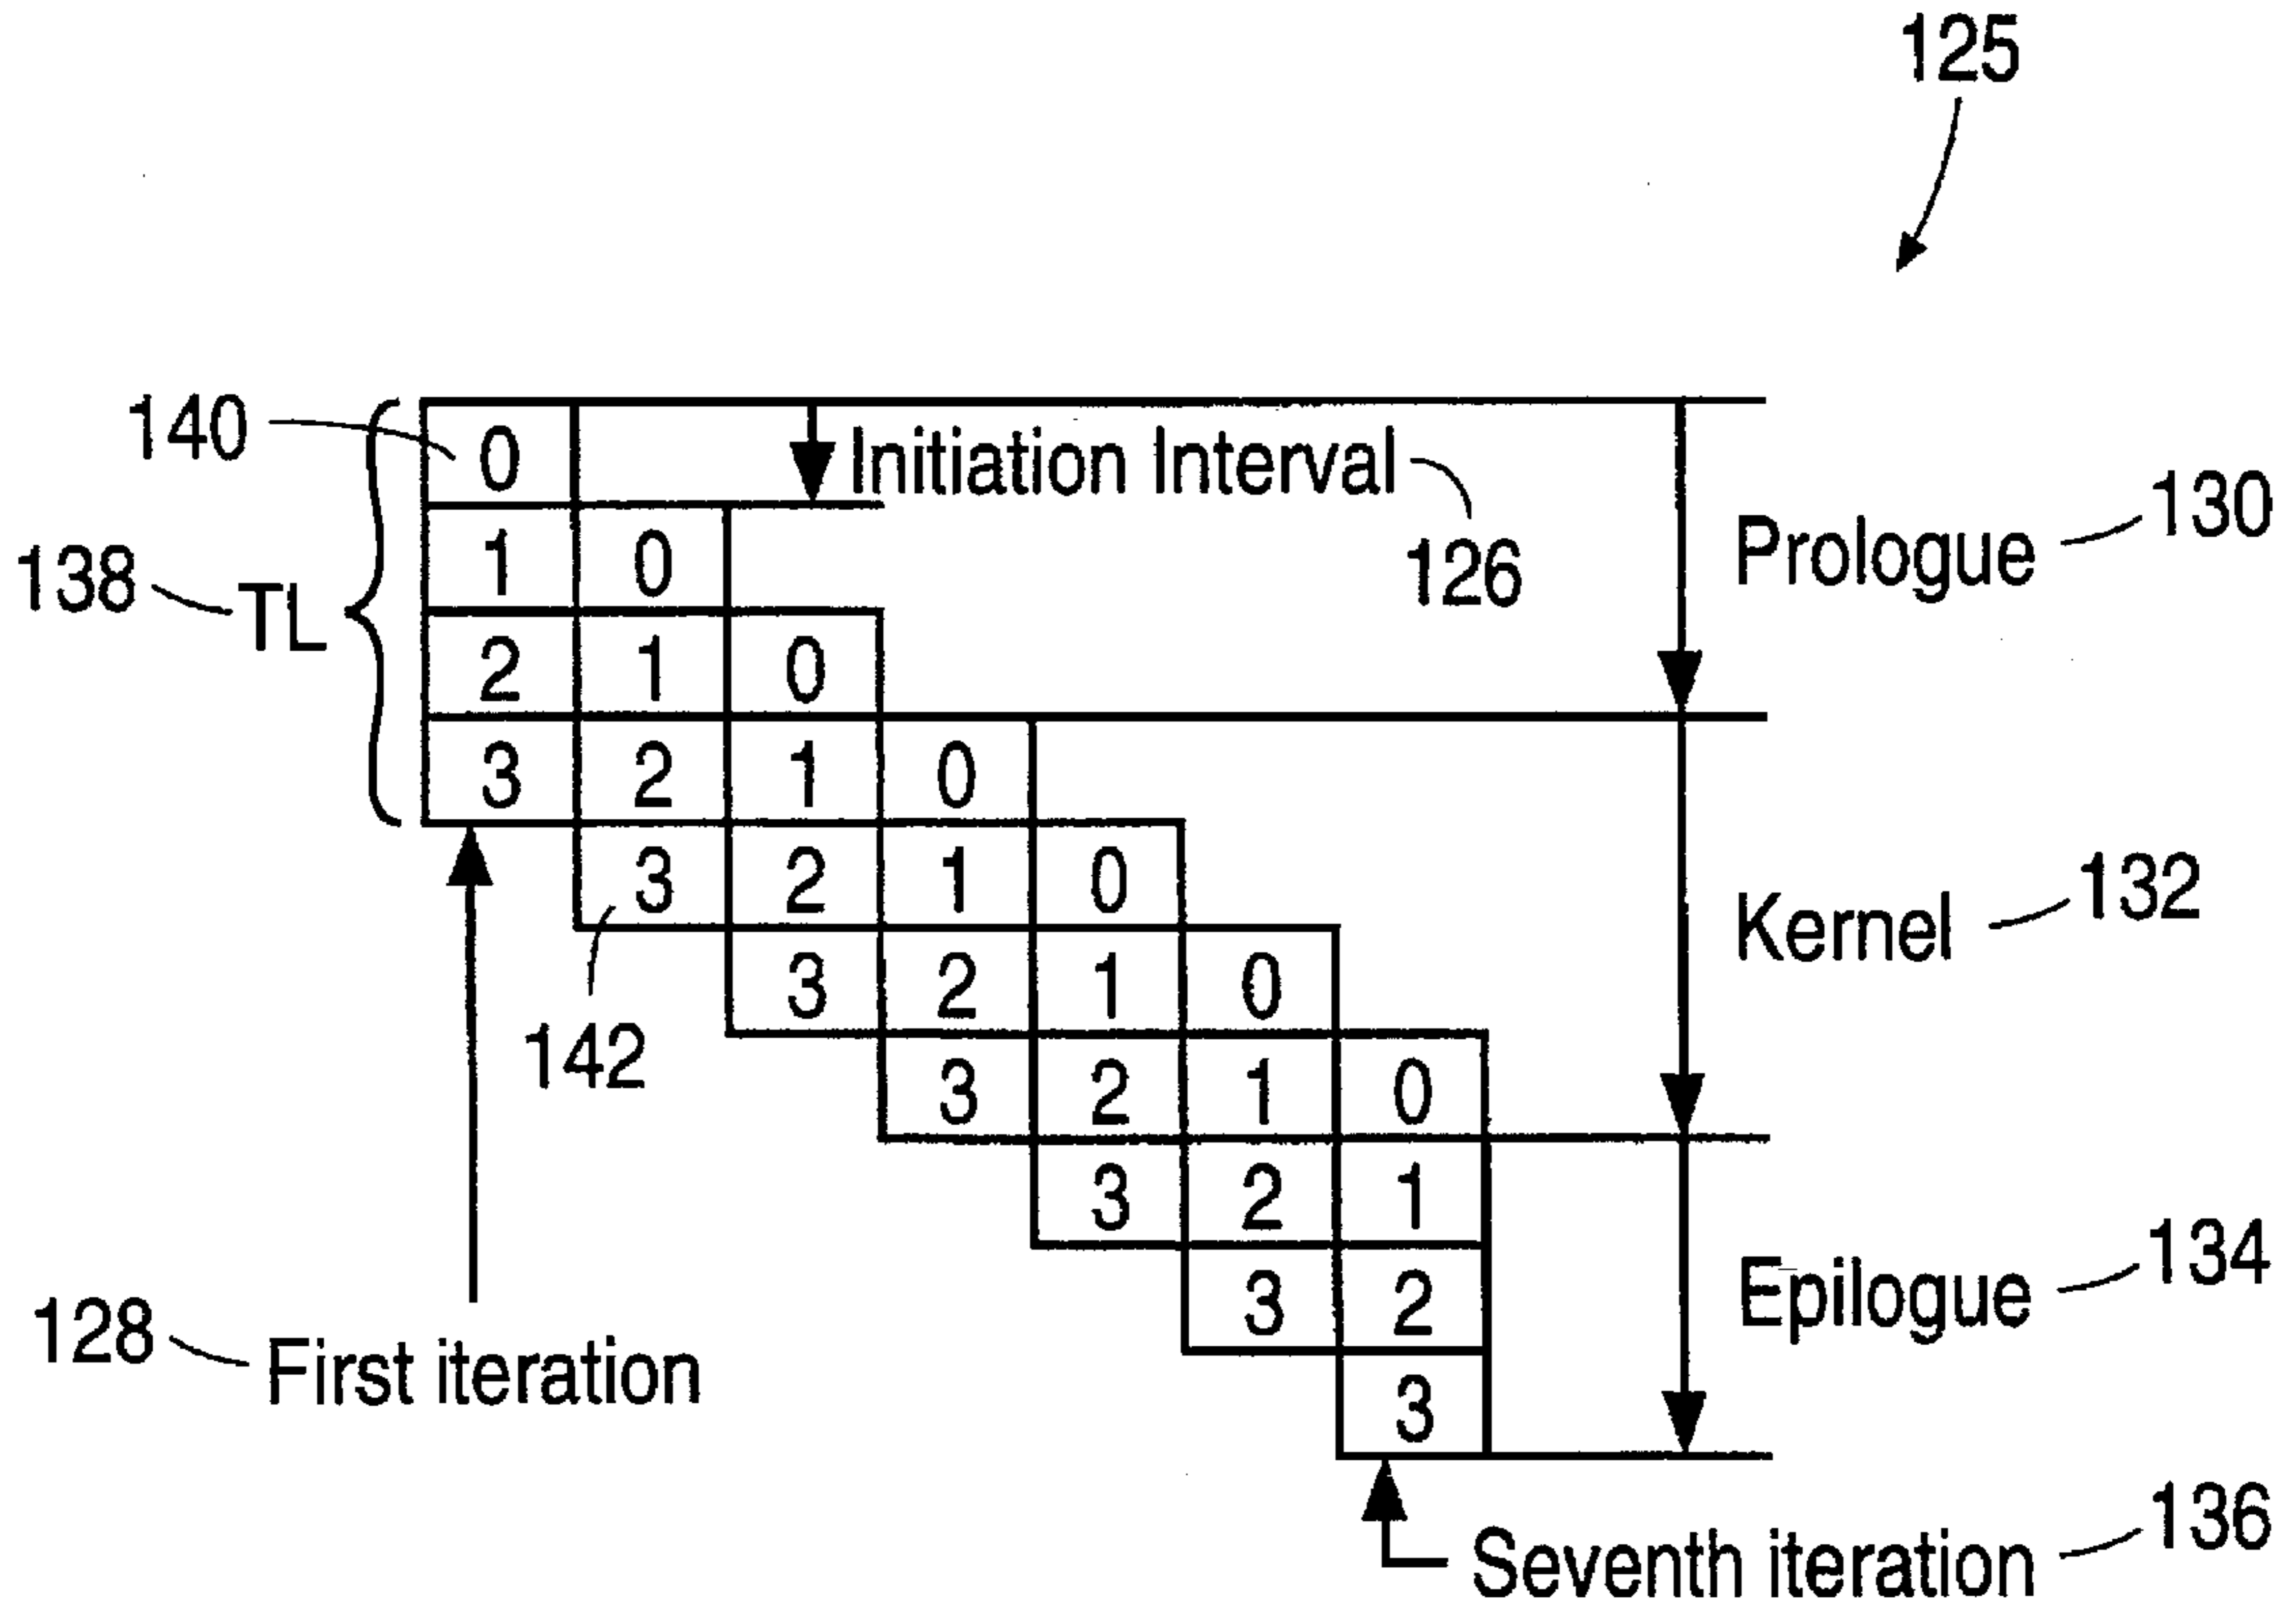 125
140 0 Initiation Interval
126
130
1 0 Prologue
138 TL
2 1 0
3 2 1 0
3 2 1 0
132
Kernel
142
3 2 1 0
3 2 1 0
3 2 1
134
Epilogue
3 2
128 First iteration
3
136
Seventh iteration